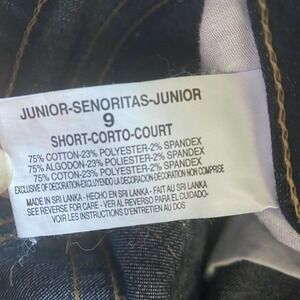 JUNIOR-SENORITAS-JUNIOR
9
SHORT-CORTO-COURT
75% COTTON-23% POLYESTER-2% SPANDEX
75% ALGODON-23% POLIESTER-2% SPANDEX
75% COTON-23% POLYESTER-2% SPANDEX
EXCLUSIVE OF DECORATION-EXCLUYENDO LA DECORACION-DECORATION NON COMPRISE
MADE IN SRI LANKA - HECHO EN SRI LANKA - FAIT AU SRI LANKA
SEE REVERSE FOR CARE - VER AL REVERSO PARA EL CUIDADO-
VOIR LES INSTRUCTIONS D'ENTRETIEN AU DOS